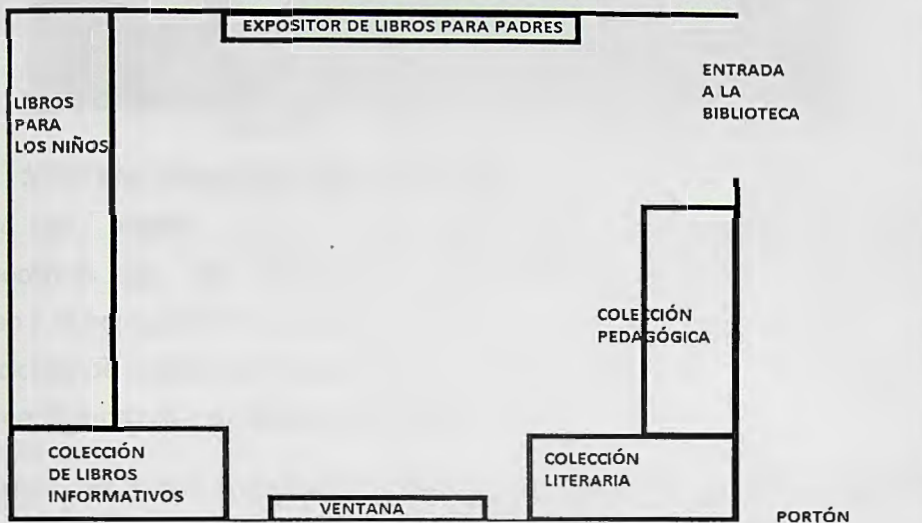 EXPOSITOR DE LIBROS PARA PADRES
ENTRADA
A LA
BIBLIOTECA
LIBROS
PARA
LOS NIÑOS
COLECCIÓN
PEDAGÓGICA
COLECCIÓN
DE LIBROS
INFORMATIVOS
COLECCIÓN
LITERARIA
VENTANA
PORTÓN